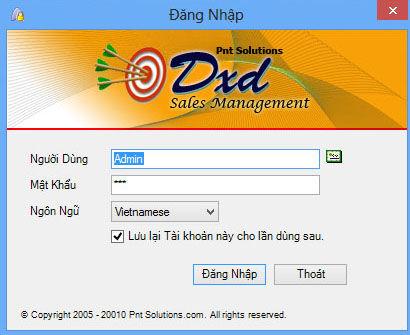 Đăng Nhập
Pnt Solutions
Dxd
Sales Management
Người Dùng Admin
Mật Khẩu ***
Ngôn Ngữ Vietnamese
Lưu lại Tài khoản này cho lần dùng sau.
Đăng Nhập Thoát
© Copyright 2005 - 20010 Pnt Solutions.com. All rights reserved.